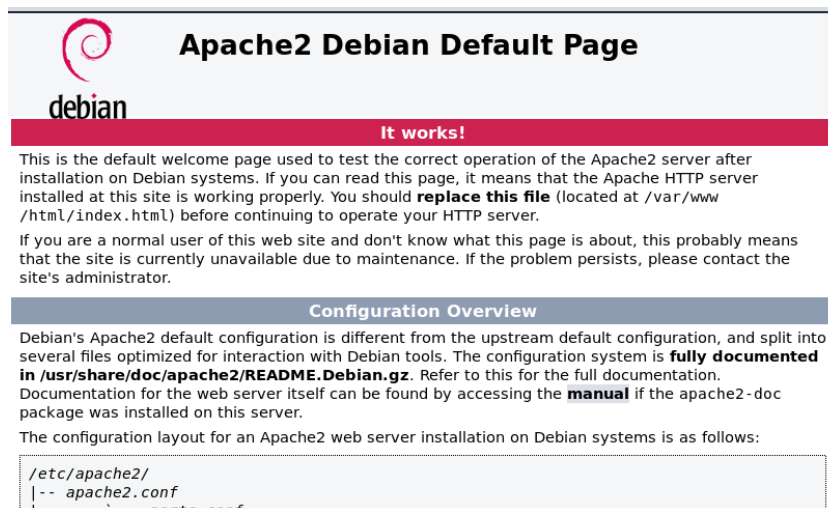 debian
Apache2 Debian Default Page
It works!
This is the default welcome page used to test the correct operation of the Apache2 server after
installation on Debian systems. If you can read this page, it means that the Apache HTTP server
installed at this site is working properly. You should replace this file (located at /var/www
/html/index.html) before continuing to operate your HTTP server.
If you are a normal user of this web site and don't know what this page is about, this probably means
that the site is currently unavailable due to maintenance. If the problem persists, please contact the
site's administrator.
Configuration Overview
Debian's Apache2 default configuration is different from the upstream default configuration, and split into
several files optimized for interaction with Debian tools. The configuration system is fully documented
in /usr/share/doc/apache2/README.Debian.gz. Refer to this for the full documentation.
Documentation for the web server itself can be found by accessing the manual if the apache2-doc
package was installed on this server.
The configuration layout for an Apache2 web server installation on Debian systems is as follows:
/etc/apache2/
|-- apache2.conf